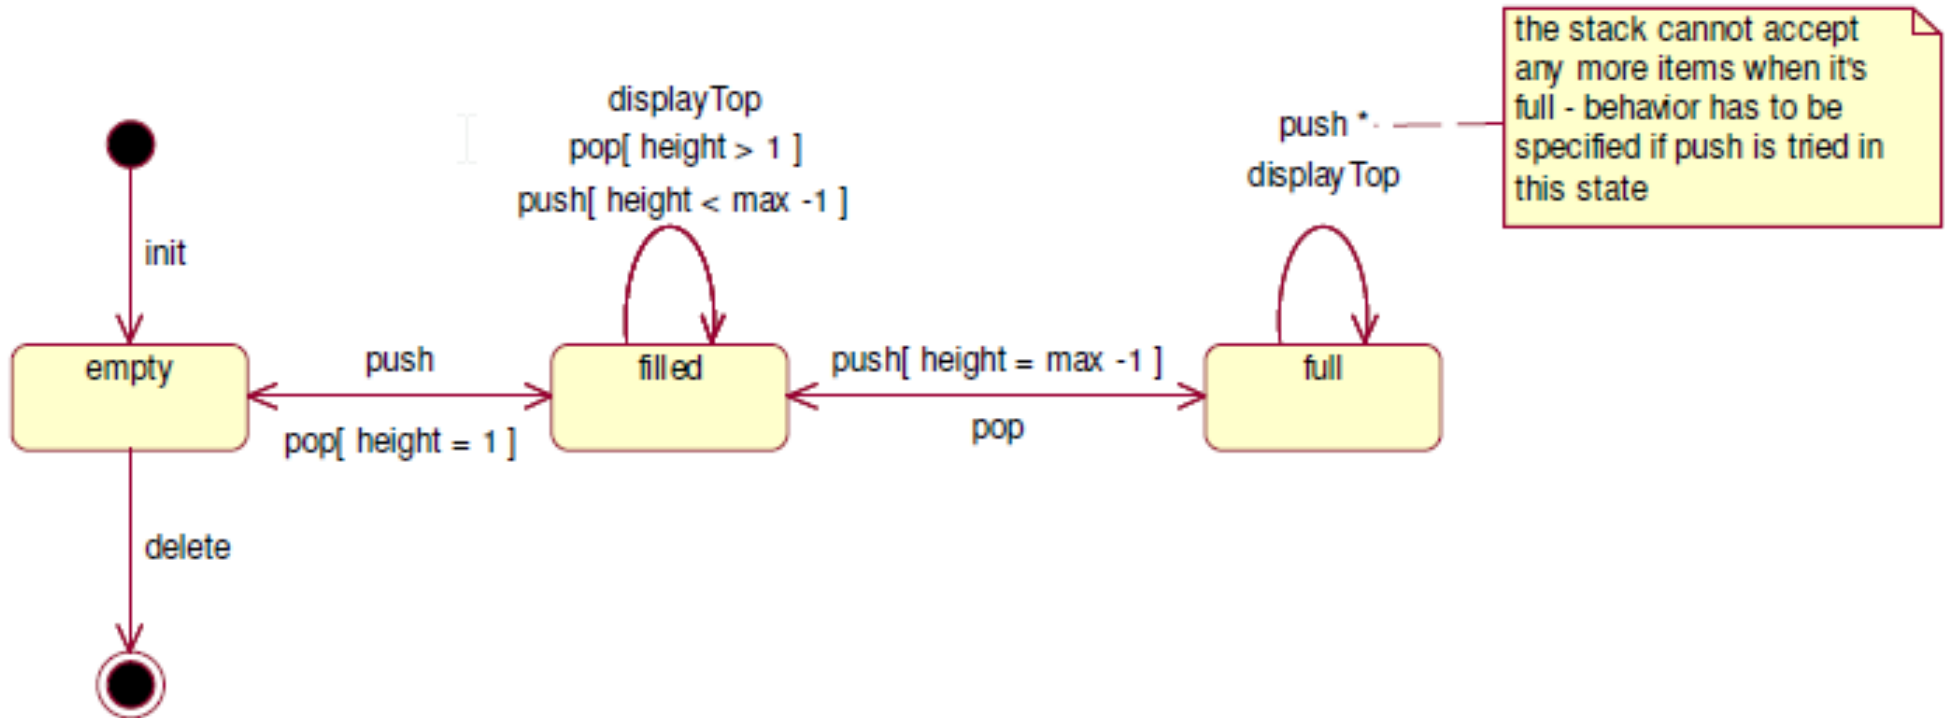 displayTop
pop[ height > 1 ]
push[ height < max -1 ]
push *
displayTop
the stack cannot accept
any more items when it's
full - behavior has to be
specified if push is tried in
this state
init
empty
push
pop[ height = 1 ]
filled
push[ height = max -1 ]
pop
full
delete